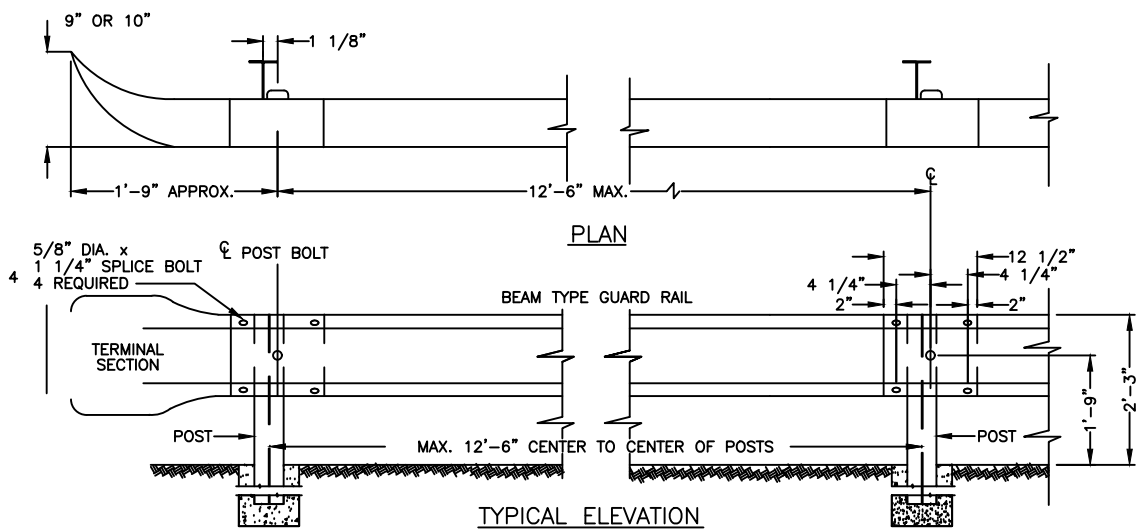 9" OR 10"
1 1/8"
1'-9" APPROX.
12'-6" MAX.
℄
PLAN
5/8" DIA. x
1 1/4" SPLICE BOLT
4 4 REQUIRED
℄ POST BOLT
BEAM TYPE GUARD RAIL
12 1/2"
4 1/4" 4 1/4"
2" 2"
TERMINAL
SECTION
1'-9"
2'-3"
POST
MAX. 12'-6" CENTER TO CENTER OF POSTS
POST
TYPICAL ELEVATION